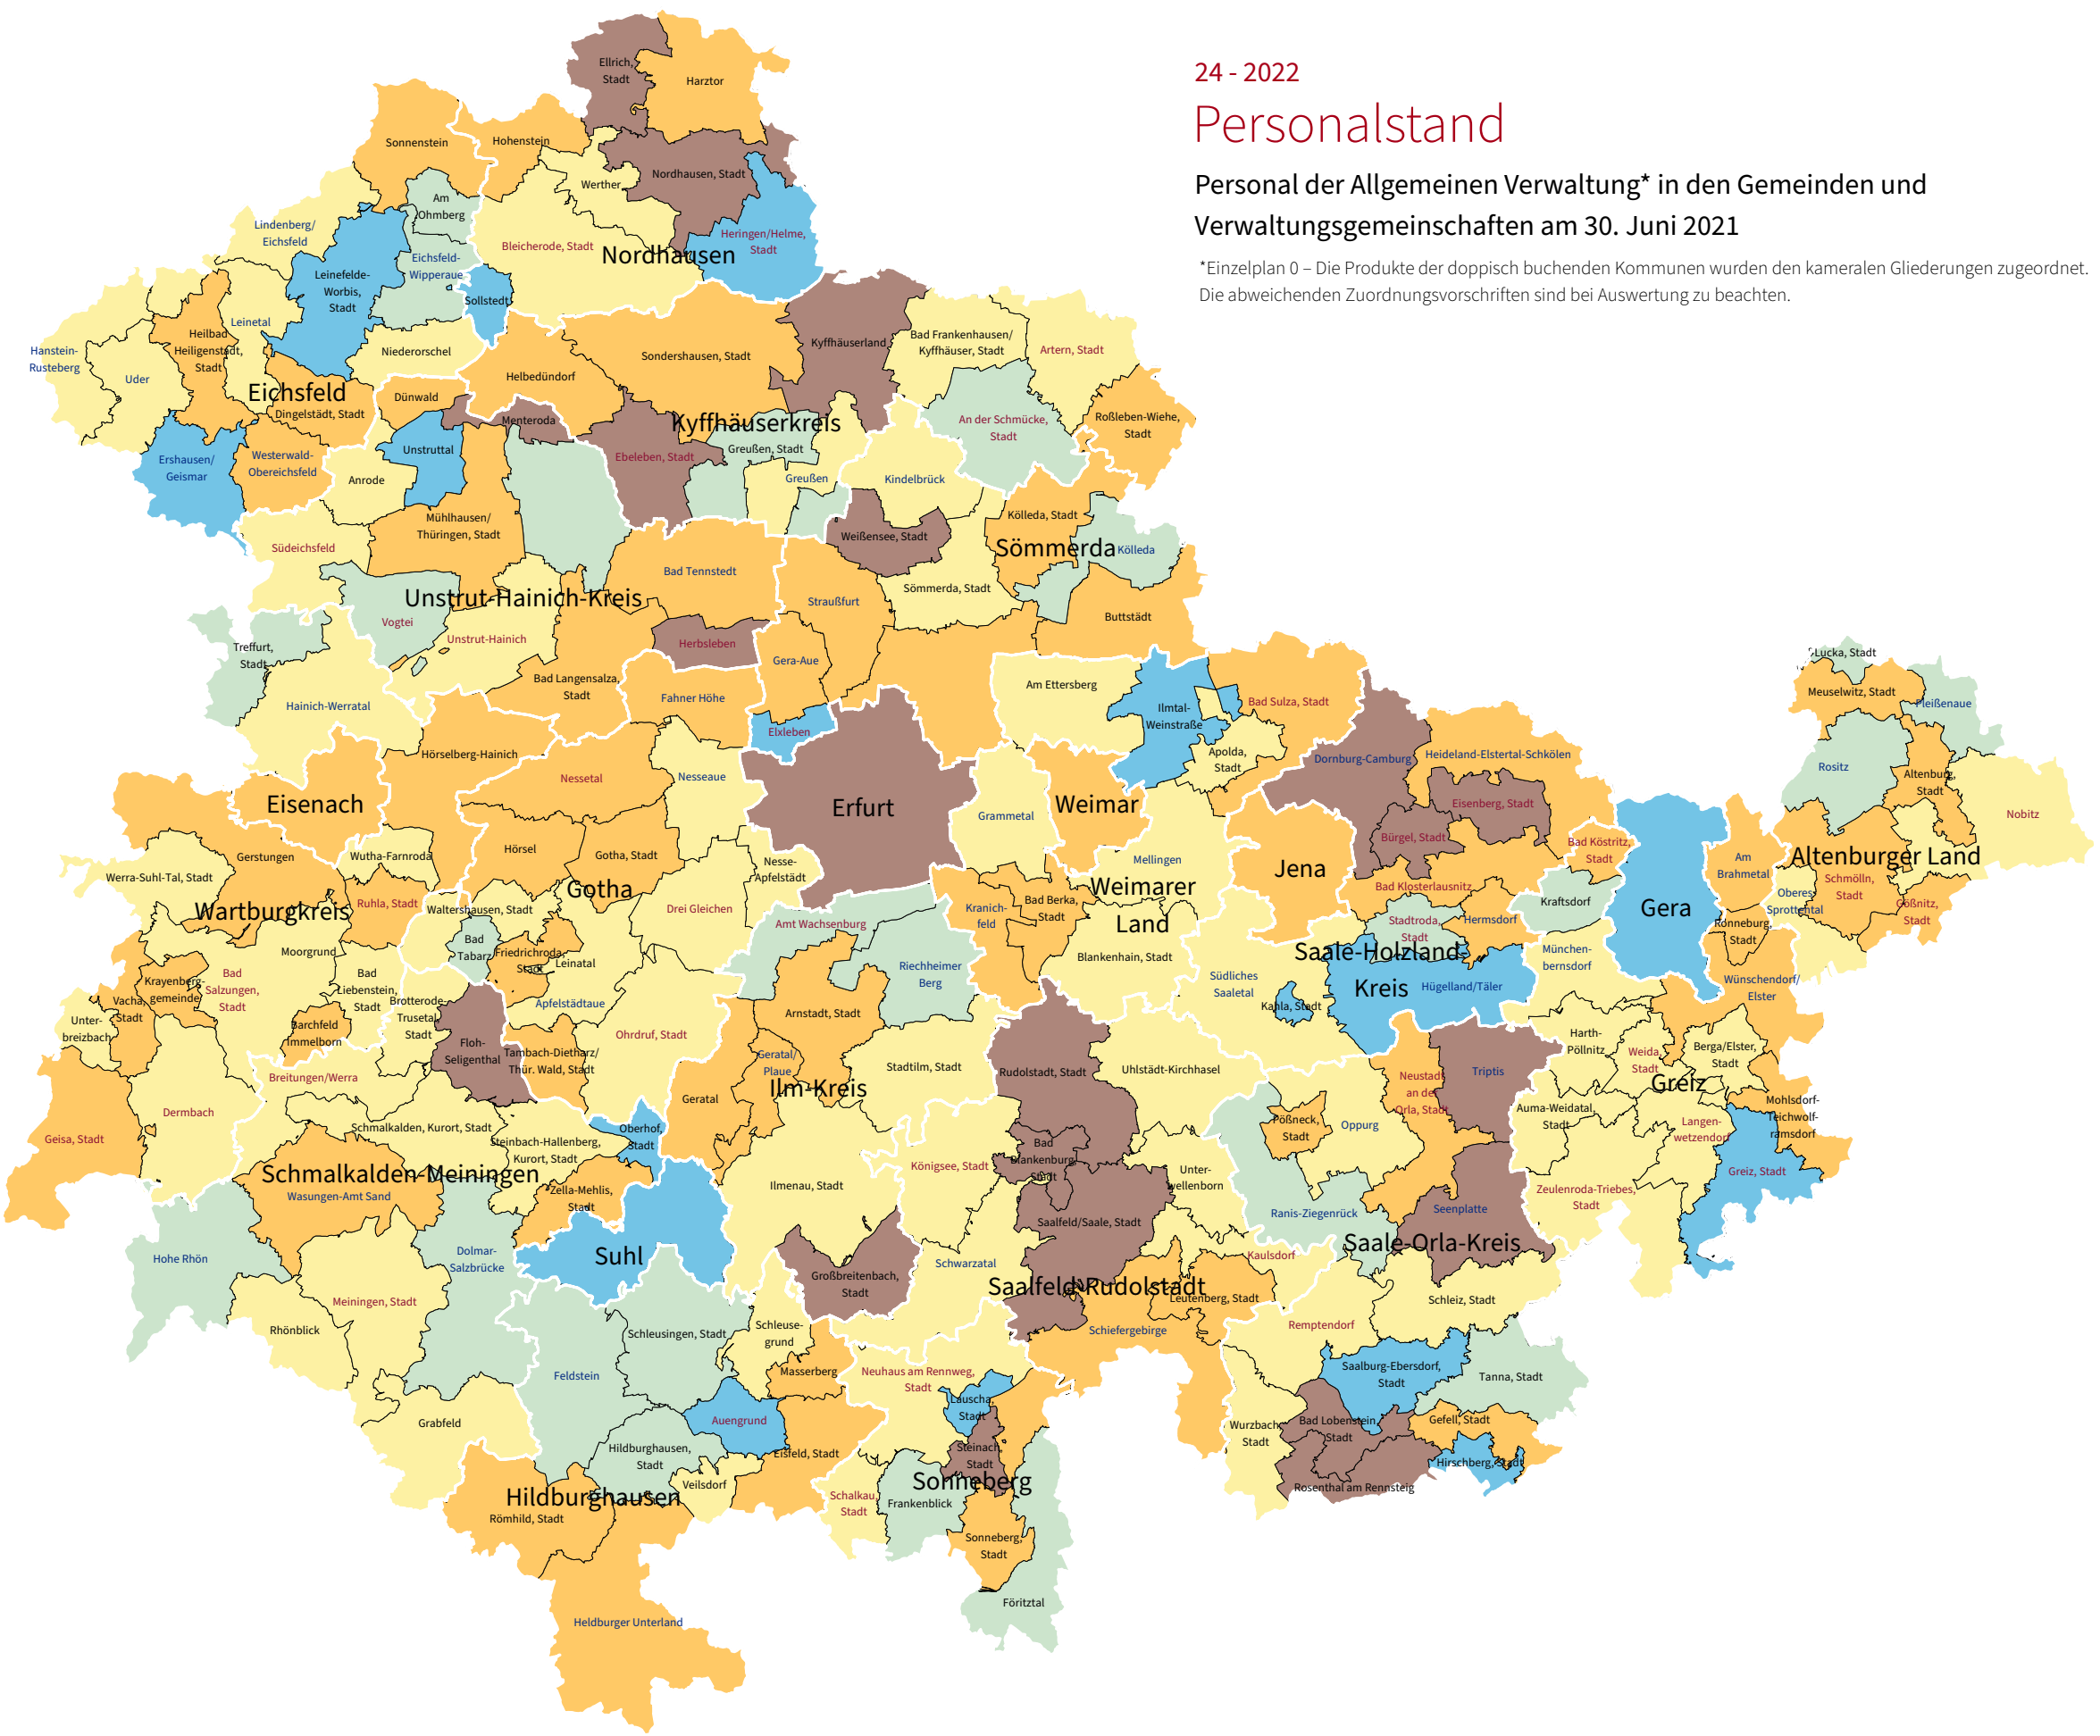 24 - 2022
Personalstand
Personal der Allgemeinen Verwaltung* in den Gemeinden und
Verwaltungsgemeinschaften am 30. Juni 2021
*Einzelplan 0 – Die Produkte der doppisch buchenden Kommunen wurden den kameralen Gliederungen zugeordnet.
Die abweichenden Zuordnungsvorschriften sind bei Auswertung zu beachten.
Ellrich,
Stadt
Harztor
Sonnenstein
Hohenstein
Nordhausen, Stadt
Werther
Am
Ohmberg
Lindenberg/
Eichsfeld
Bleicherode, Stadt
Heringen/Helme,
Stadt
Nordhausen
Eichsfeld-
Wipperaue
Leinefelde-
Worbis,
Stadt
Sollstedt
Leinetal
Heilbad
Heiligenstadt,
Stadt
Niederorschel
Hanstein-
Rusteberg
Uder
Eichsfeld
Dingelstädt, Stadt
Dünwald
Helbedündorf
Sondershausen, Stadt
Kyffhäuserland
Bad Frankenhausen/
Kyffhäuser, Stadt
Artern, Stadt
Kyffhäuserkreis
An der Schmücke,
Stadt
Roßleben-Wiehe,
Stadt
Menteroda
Ebeleben, Stadt
Greußen, Stadt
Greußen
Kindelbrück
Ershausen/
Geismar
Westerwald-
Obereichsfeld
Unstruttal
Anrode
Mühlhausen/
Thüringen, Stadt
Südeichsfeld
Weißensee, Stadt
Kölleda, Stadt
Sömmerda
Kölleda
Bad Tennstedt
Straußfurt
Sömmerda, Stadt
Buttstädt
Unstrut-Hainich-Kreis
Vogtei
Unstrut-Hainich
Herbsleben
Gera-Aue
Treffurt,
Stadt
Hainich-Werratal
Bad Langensalza,
Stadt
Fahner Höhe
Elxleben
Am Ettersberg
Ilmtal-
Weinstraße
Bad Sulza, Stadt
Apolda,
Stadt
Hörselberg-Hainich
Nessetal
Nesseaue
Eisenach
Erfurt
Grammetal
Weimar
Dornburg-Camburg
Heideland-Elstertal-Schkölen
Eisenberg, Stadt
Bürgel, Stadt
Bad Köstritz,
Stadt
Lucka, Stadt
Meuselwitz, Stadt
Pleißenaue
Rositz
Altenburg,
Stadt
Nobitz
Altenburger Land
Schmölln,
Stadt
Gößnitz,
Stadt
Oberes
Sprottental
Am
Brahmetal
Ronneburg,
Stadt
Wünschendorf/
Elster
Gera
Kraftsdorf
Münchenbernsdorf
Gerstungen
Wutha-Farnroda
Hörsel
Gotha, Stadt
Gotha
Nesse-
Apfelstädt
Werra-Suhl-Tal, Stadt
Wartburgkreis
Ruhla, Stadt
Waltershausen, Stadt
Drei Gleichen
Amt Wachsenburg
Kranich-
feld
Bad Berka,
Stadt
Mellingen
Weimarer
Land
Blankenhain, Stadt
Jena
Bad Klosterlausnitz
Stadtroda,
Stadt
Hermsdorf
Saale-Holzland-
Kreis
Hügelland/Täler
Südliches
Saaletal
Kahla, Stadt
Moorgrund
Bad
Tabarz
Friedrichroda,
Stadt
Leinatal
Apfelstädtaue
Riechheimer
Berg
Krayenberg-
gemeinde
Bad
Salzungen,
Stadt
Bad
Liebenstein,
Stadt
Vacha,
Stadt
Unter-
breizbach
Barchfeld
Immelborn
Brotterode-
Trusetal,
Stadt
Floh-
Seligenthal
Tambach-Dietharz/
Thür. Wald, Stadt
Ohrdruf, Stadt
Arnstadt, Stadt
Geratal/
Plaue
Ilm-Kreis
Geratal
Stadtilm, Stadt
Rudolstadt, Stadt
Uhlstädt-Kirchhasel
Neustadt
an der
Orla, Stadt
Triptis
Harth-
Pöllnitz
Weida,
Stadt
Berga/Elster,
Stadt
Greiz
Auma-Weidatal,
Stadt
Langen-
wetzendorf
Mohlsdorf-
Teichwolf-
ramsdorf
Greiz, Stadt
Zeulenroda-Triebes,
Stadt
Breitungen/Werra
Dermbach
Geisa, Stadt
Schmalkalden, Kurort, Stadt
Steinbach-Hallenberg,
Kurort, Stadt
Oberhof,
Stadt
Schmalkalden-Meiningen
Wasungen-Amt Sand
Zella-Mehlis,
Stadt
Suhl
Ilmenau, Stadt
Königsee, Stadt
Bad
Blankenburg,
Stadt
Unter-
wellenborn
Pößneck,
Stadt
Oppurg
Ranis-Ziegenrück
Seenplatte
Saale-Orla-Kreis
Saalfeld/Saale, Stadt
Kaulsdorf
Hohe Rhön
Dolmar-
Salzbrücke
Meiningen, Stadt
Rhönblick
Großbreitenbach,
Stadt
Schwarzatal
Saalfeld-Rudolstadt
Leutenberg, Stadt
Schiefergebirge
Schleiz, Stadt
Remptendorf
Saalburg-Ebersdorf,
Stadt
Tanna, Stadt
Schleusingen, Stadt
Schleuse-
grund
Masserberg
Feldstein
Neuhaus am Rennweg,
Stadt
Lauscha,
Stadt
Grabfeld
Auengrund
Eisfeld, Stadt
Hildburghausen,
Stadt
Veilsdorf
Steinach,
Stadt
Sonneberg
Schalkau,
Stadt
Frankenblick
Wurzbach,
Stadt
Bad Lobenstein,
Stadt
Gefell, Stadt
Hirschberg, Stadt
Rosenthal am Rennsteig
Hildburghausen
Römhild, Stadt
Sonneberg,
Stadt
Föritztal
Heldburger Unterland